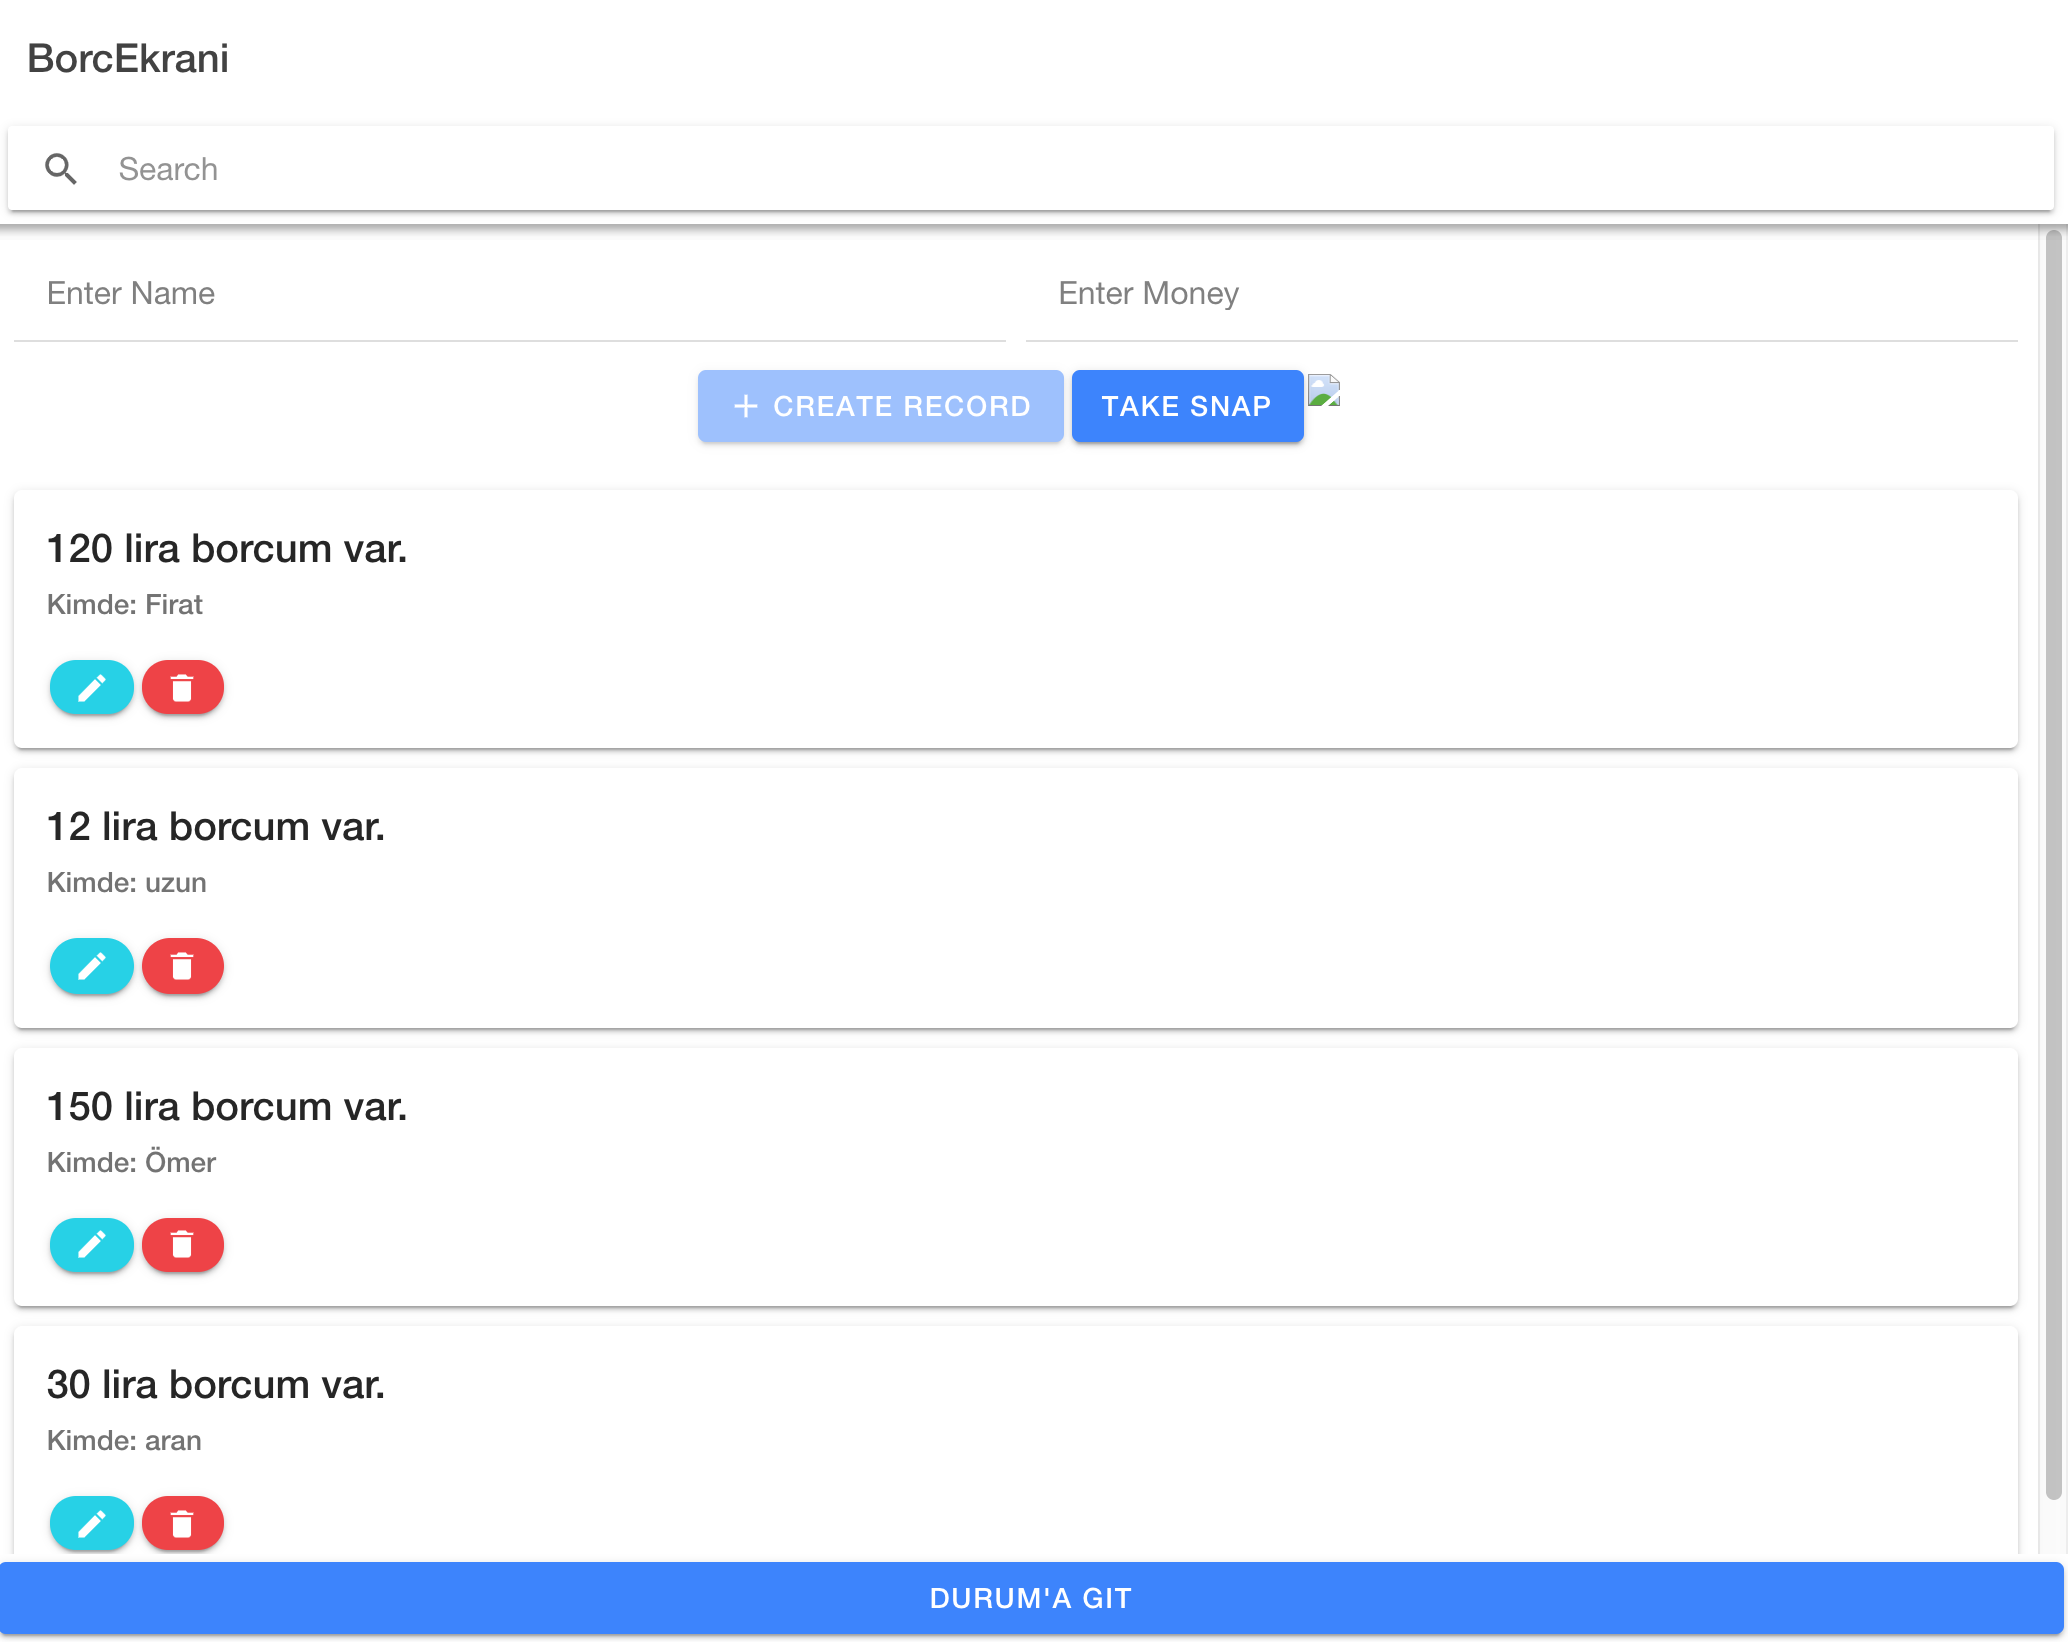 BorcEkrani
Search
Enter Name
Enter Money
CREATE RECORD
TAKE SNAP
120 lira borcum var.
Kimde: Firat
12 lira borcum var.
Kimde: uzun
150 lira borcum var.
Kimde: Ömer
30 lira borcum var.
Kimde: aran
DURUM'A GIT